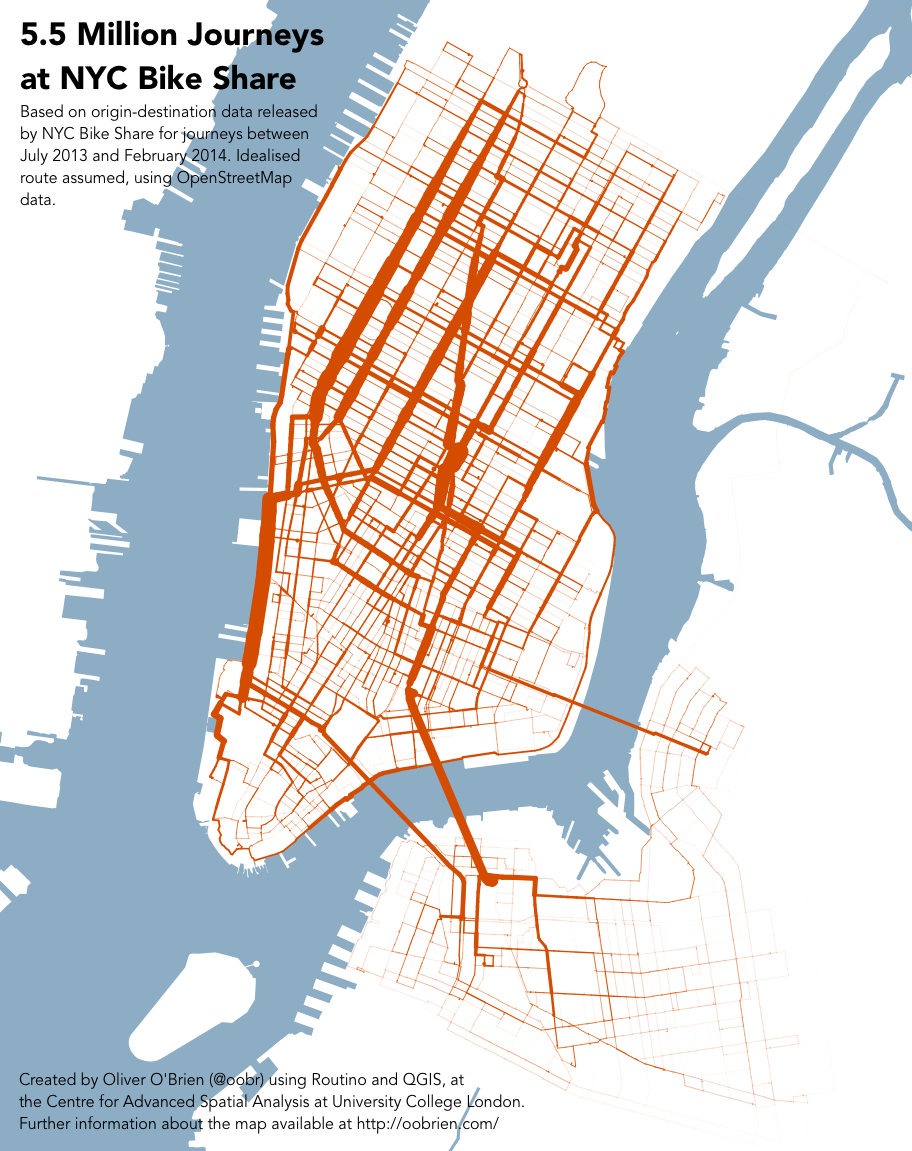 5.5 Million Journeys
at NYC Bike Share
Based on origin-destination data released
by NYC Bike Share for journeys between
July 2013 and February 2014. Idealised
route assumed, using OpenStreetMap
data.
Created by Oliver O'Brien (@oobr) using Routino and QGIS, at
the Centre for Advanced Spatial Analysis at University College London.
Further information about the map available at http://oobrien.com/